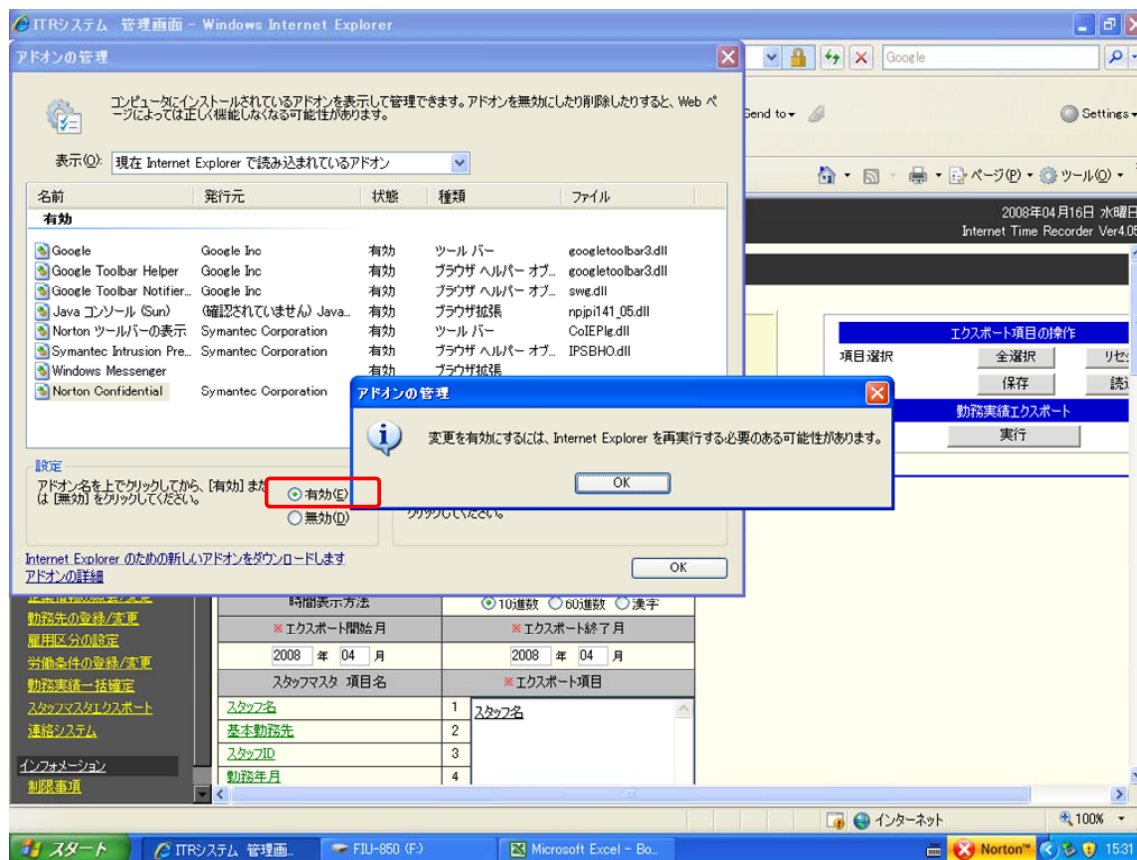 ITRシステム 管理画面 - Windows Internet Explorer
アドオンの管理
Google
コンピュータにインストールされているアドオンを表示して管理できます。アドオンを無効にしたり削除したりすると、Web ペ
ージによっては正しく機能しなくなる可能性があります。
Send to
Settings
表示(O): 現在 Internet Explorer で読み込まれているアドオン
ページ(P) ツール(O)
名前 発行元 状態 種類 ファイル
有効
2008年04月16日 水曜日
Internet Time Recorder Ver4.05
Google Google Inc 有効 ツール バー googletoolbar3.dll
Google Toolbar Helper Google Inc 有効 ブラウザ ヘルパー オブ... googletoolbar3.dll
Google Toolbar Notifier... Google Inc 有効 ブラウザ ヘルパー オブ... swg.dll
Java コンソール (Sun) (確認されていません) Java... 有効 ブラウザ拡張 npjpi141_05.dll
Norton ツールバーの表示 Symantec Corporation 有効 ツール バー CoIEPlg.dll
Symantec Intrusion Pre... Symantec Corporation 有効 ブラウザ ヘルパー オブ... IPSBHO.dll
Windows Messenger 有効 ブラウザ拡張
Norton Confidential Symantec Corporation
エクスポート項目の操作
項目選択 全選択 リセ
保存 読
勤務実績エクスポート
実行
アドオンの管理
変更を有効にするには、Internet Explorer を再実行する必要のある可能性があります。
OK
設定
アドオン名を上でクリックしてから、[有効] また
は [無効] をクリックしてください。
有効(E)
無効(D)
クリックしてください。
Internet Explorer のための新しいアドオンをダウンロードします
アドオンの詳細
OK
勤務先の登録/変更
雇用区分の設定
労働条件の登録/変更
勤務実績一括確定
スタッフマスタエクスポート
連絡システム
インフォメーション
制限事項
時間表示方法 10進数 60進数 漢字
※エクスポート開始月 ※エクスポート終了月
2008 年 04 月 2008 年 04 月
スタッフマスタ 項目名 ※エクスポート項目
スタッフ名 1 スタッフ名
基本勤務先 2
スタッフID 3
勤務年月 4
インターネット 100%
スタート ITRシステム 管理画... FIU-850 (F:) Microsoft Excel - Bo... Norton™ 15:31